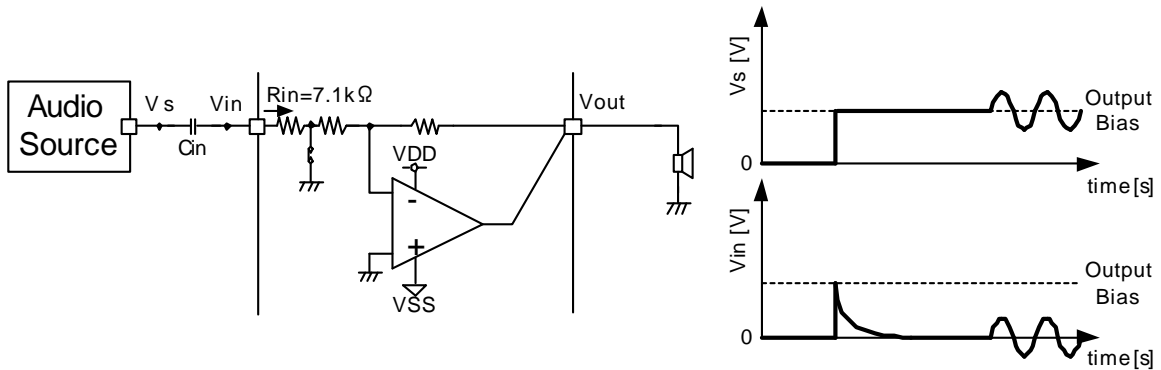 Audio
Source
Vs
Vin
Cin
Rin=7.1kΩ
VDD
-
+
VSS
Vout
Vs [V]
0
Output
Bias
time[s]
Vin [V]
0
Output
Bias
time[s]